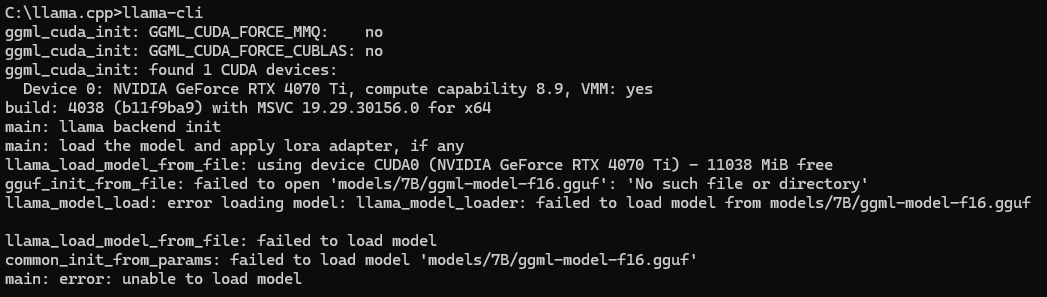 C:\llama.cpp>llama-cli
ggml_cuda_init: GGML_CUDA_FORCE_MMQ:    no
ggml_cuda_init: GGML_CUDA_FORCE_CUBLAS: no
ggml_cuda_init: found 1 CUDA devices:
  Device 0: NVIDIA GeForce RTX 4070 Ti, compute capability 8.9, VMM: yes
build: 4038 (b11f9ba9) with MSVC 19.29.30156.0 for x64
main: llama backend init
main: load the model and apply lora adapter, if any
llama_load_model_from_file: using device CUDA0 (NVIDIA GeForce RTX 4070 Ti) - 11038 MiB free
gguf_init_from_file: failed to open 'models/7B/ggml-model-f16.gguf': 'No such file or directory'
llama_model_load: error loading model: llama_model_loader: failed to load model from models/7B/ggml-model-f16.gguf

llama_load_model_from_file: failed to load model
common_init_from_params: failed to load model 'models/7B/ggml-model-f16.gguf'
main: error: unable to load model